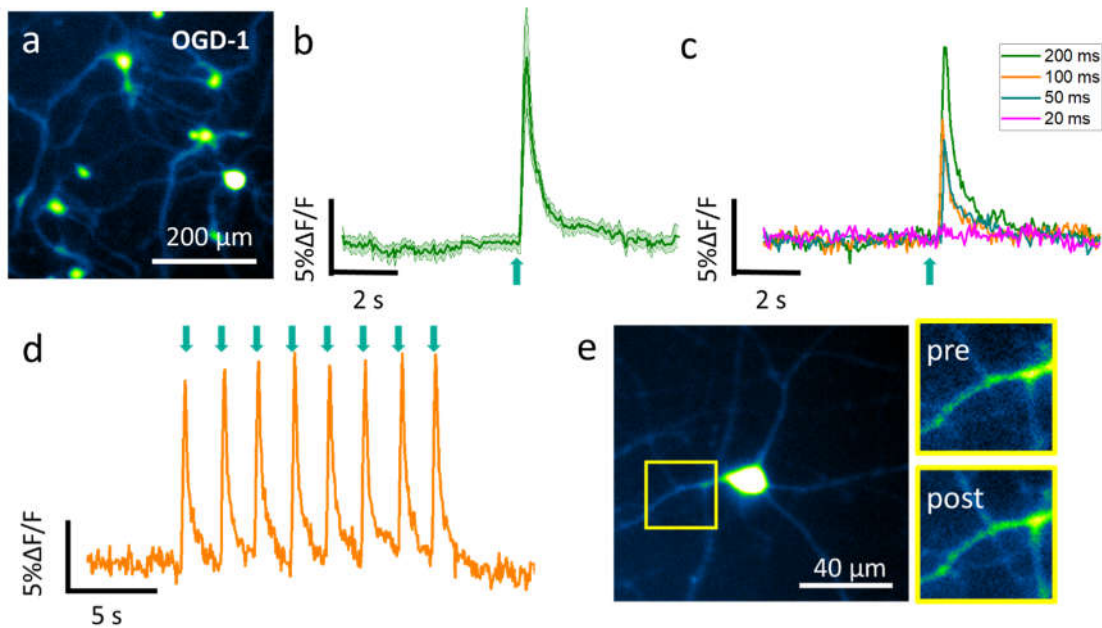 a
OGD-1
200 µm
b
5%ΔF/F
2 s
c
200 ms
100 ms
50 ms
20 ms
5%ΔF/F
2 s
d
5%ΔF/F
5 s
e
40 µm
pre
post